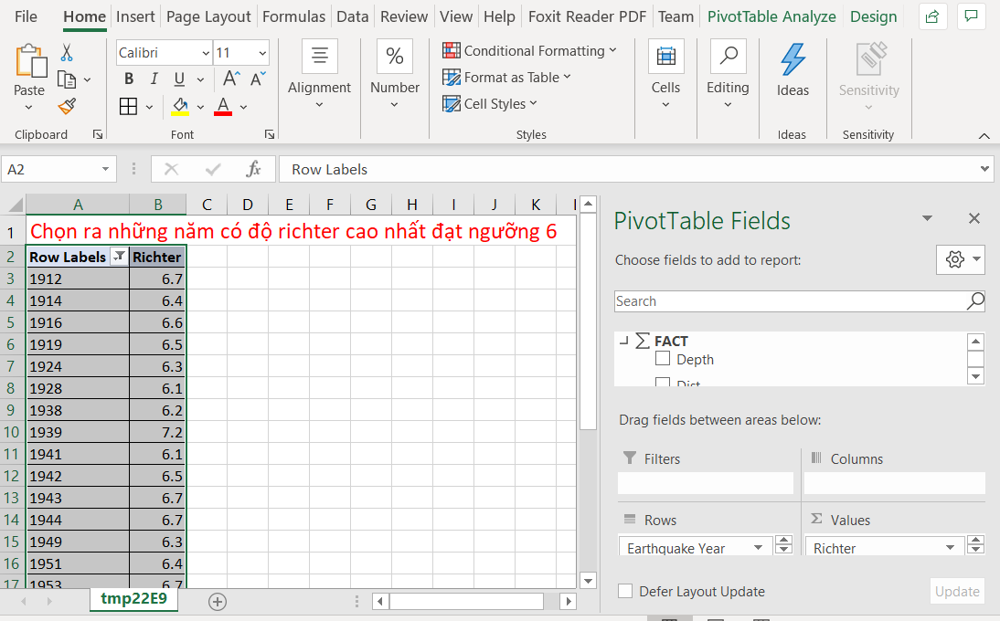 File Home Insert Page Layout Formulas Data Review View Help Foxit Reader PDF Team PivotTable Analyze Design
Paste
Clipboard
Calibri 11
B I U A A
A
Font
Alignment
%
Number
Conditional Formatting
Format as Table
Cell Styles
Styles
Cells
Editing
Ideas
Ideas
Sensitivity
Sensitivity
A2 fx Row Labels
A B C D E F G H I J K
1 Chọn ra những năm có độ richter cao nhất đạt ngưỡng 6
2 Row Labels Richter
3 1912 6.7
4 1914 6.4
5 1916 6.6
6 1919 6.5
7 1924 6.3
8 1928 6.1
9 1938 6.2
10 1939 7.2
11 1941 6.1
12 1942 6.5
13 1943 6.7
14 1944 6.7
15 1949 6.3
16 1951 6.4
17 1953 6.7
tmp22E9
PivotTable Fields
Choose fields to add to report:
Search
Σ FACT
Depth
Dist
Drag fields between areas below:
Filters
Columns
Rows
Σ Values
Earthquake Year
Richter
Defer Layout Update
Update